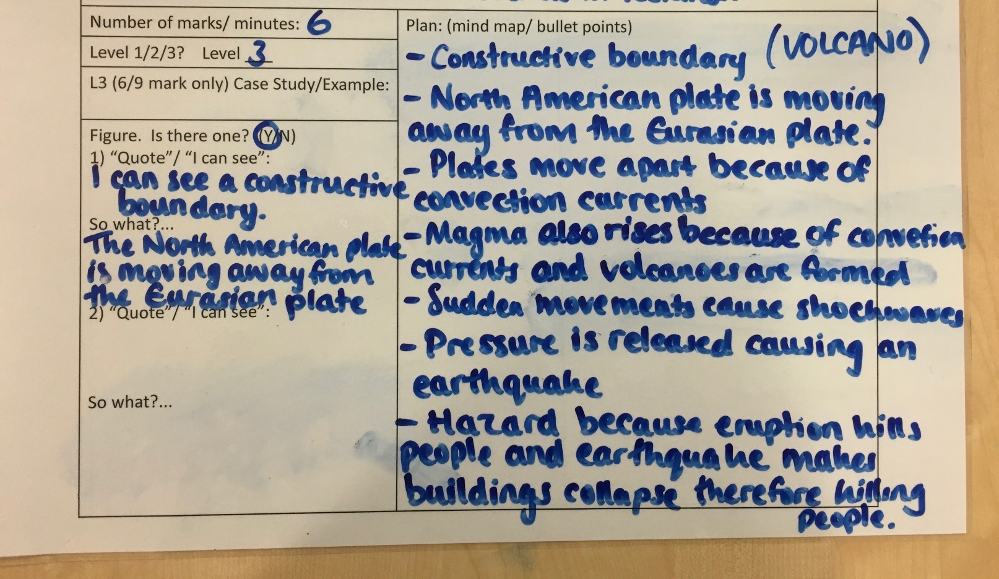 Number of marks/ minutes: 6
Level 1/2/3? Level 3
L3 (6/9 mark only) Case Study/Example:
Figure. Is there one? (Y/N)
1) “Quote”/ “I can see”:
I can see a constructive
boundary.
So what?...
The North American plate
is moving away from
the Eurasian plate
2) “Quote”/ “I can see”:
So what?...
Plan: (mind map/ bullet points)
(VOLCANO)
- Constructive boundary
- North American plate is moving
away from the Eurasian plate.
- Plates move apart because of
convection currents
- Magma also rises because of convetion
currents and volcanoes are formed
- Sudden movements cause shockwaves
- Pressure is released causing an
earthquake
- Hazard because eruption kills
people and earthquake makes
buildings collapse therefore killing
people.